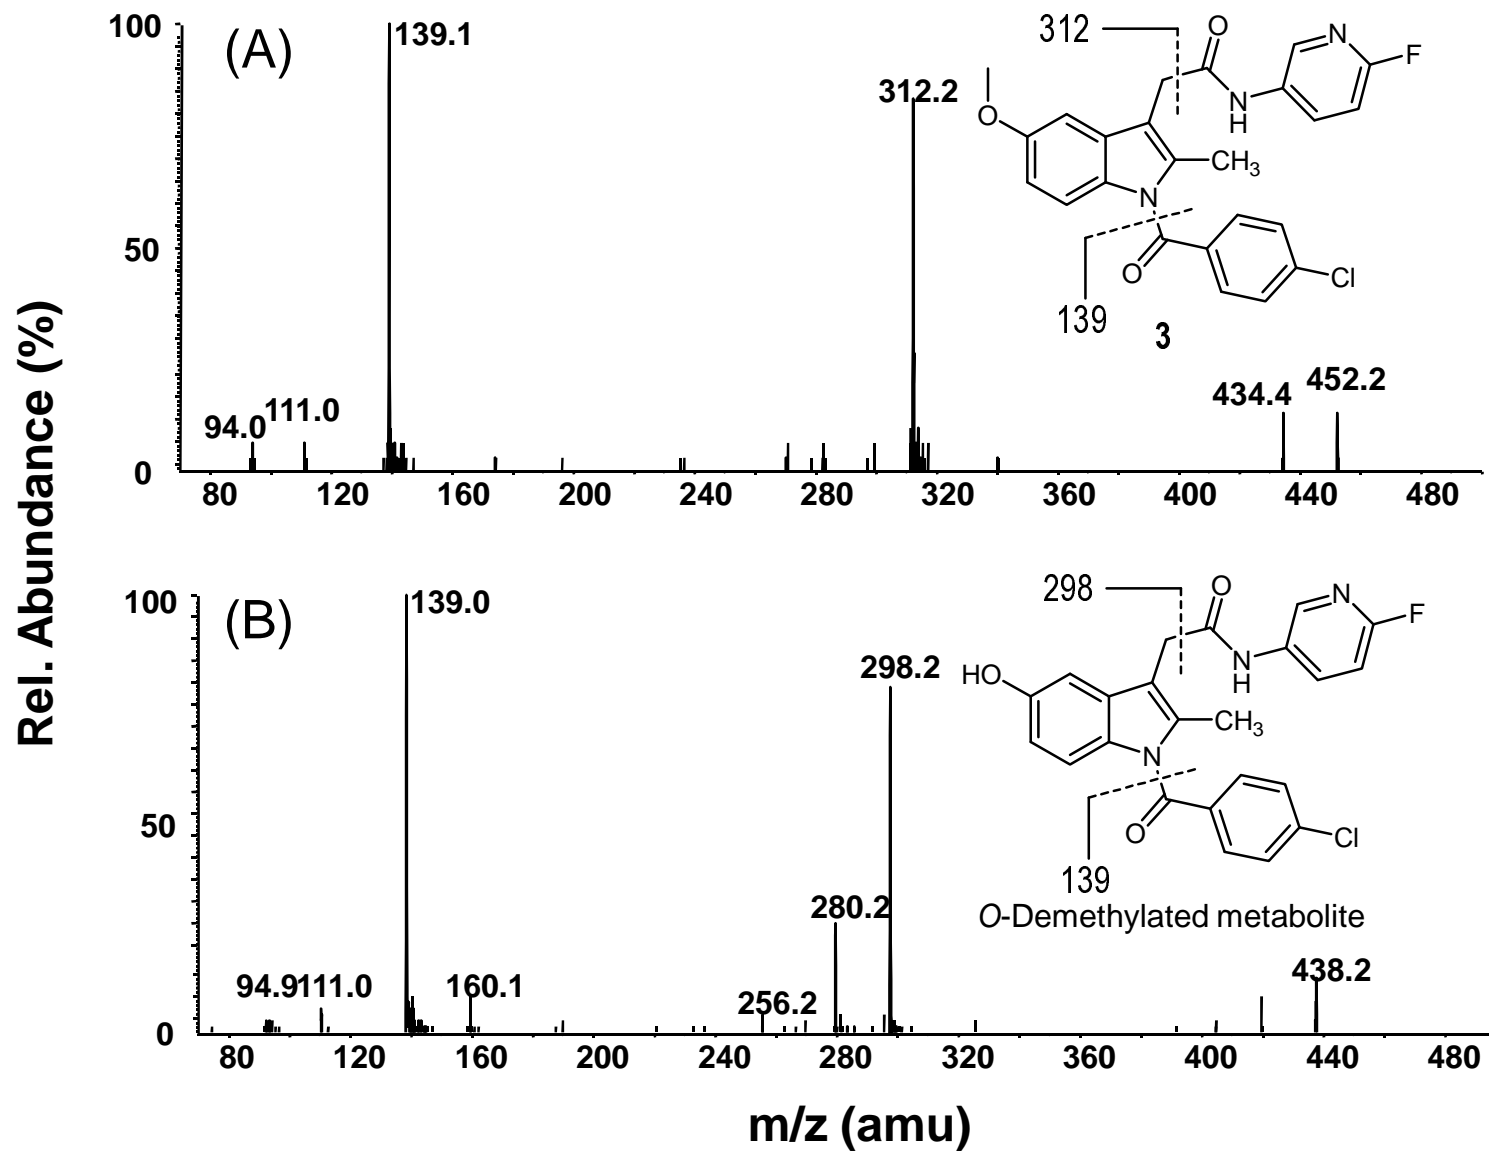 Rel. Abundance (%)
(A)
100
50
0
94.0
111.0
139.1
312.2
434.4
452.2
80 120 160 200 240 280 320 360 400 440 480
312
O
N
F
N
H
O
CH3
N
O
Cl
139
3
(B)
100
50
0
94.9
111.0
139.0
160.1
256.2
280.2
298.2
438.2
80 120 160 200 240 280 320 360 400 440 480
298
O
N
F
N
H
HO
CH3
N
O
Cl
139
O-Demethylated metabolite
m/z (amu)